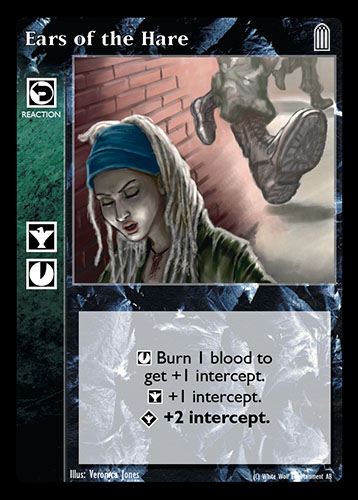 Ears of the Hare
REACTION
Burn 1 blood to
get +1 intercept.
+1 intercept.
+2 intercept.
Illus: Veronica Jones
(C) White Wolf Entertainment AB